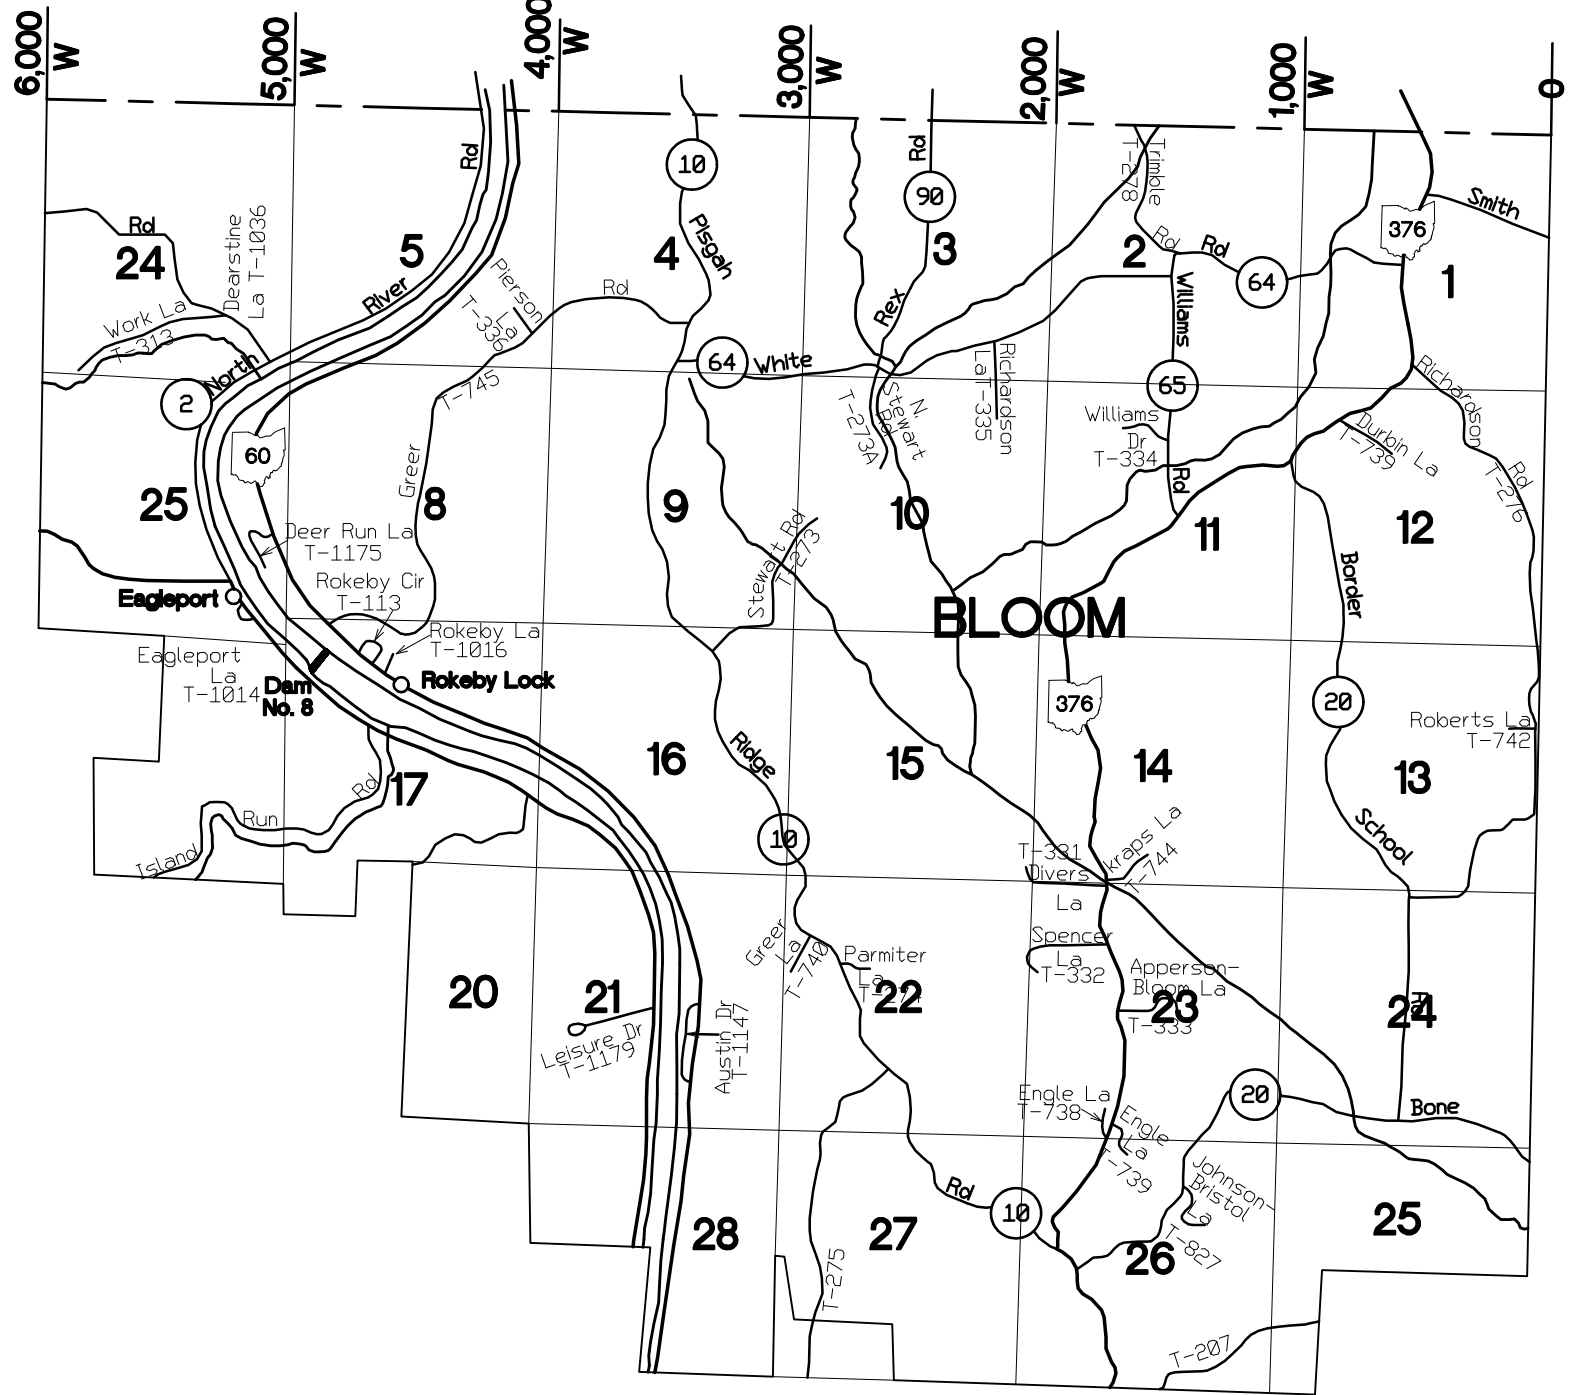 6,000
W
5,000
W
4,000
W
3,000
W
2,000
W
1,000
W
0
Rd
24
Dearstine
La T-1036
Work La
T-313
North
2
River
Rd
5
Pierson
La
T-336
Rd
T-745
Greer
8
10
Pisgah
4
64
White
90
Rd
Rex
3
N.
Stewart
Rd
T-273A
Trimble
T-278
Rd
Rd
2
64
Williams
Richardson
La T-335
65
Williams
Dr
T-334
Rd
376
Smith
1
Richardson
Rd
T-276
Durbin La
T-739
60
25
Deer Run La
T-1175
Eagleport
Rokeby Cir
T-113
Rokeby La
T-1016
Rokeby Lock
Eagleport
La
T-1014
Dam
No. 8
9
Stewart Rd
T-273
10
11
12
Border
BLOOM
376
20
Roberts La
T-742
17
Rd
Run
Island
16
Ridge
10
15
14
13
School
T-331
Divers
La
Kraps La
T-744
Spencer
La
T-332
Apperson-
Bloom La
23
T-333
20
21
Leisure Dr
T-1179
Austin Dr
T-1147
Greer
La
T-740
Parmiter
La
22
24
Rd
Engle La
T-738
Engle
La
T-739
20
Bone
Johnson-
Bristol
La
T-827
28
27
Rd
10
26
25
T-275
T-207